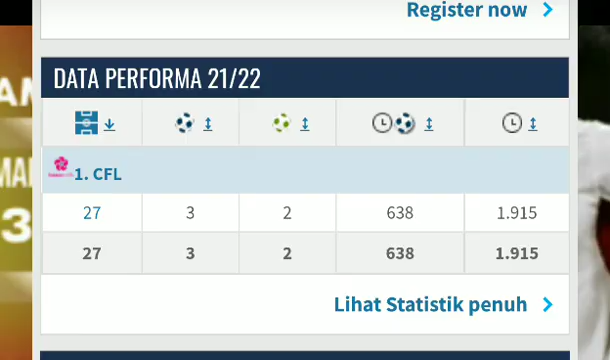 Register now
DATA PERFORMA 21/22
1. CFL
27 3 2 638 1.915
27 3 2 638 1.915
Lihat Statistik penuh
3